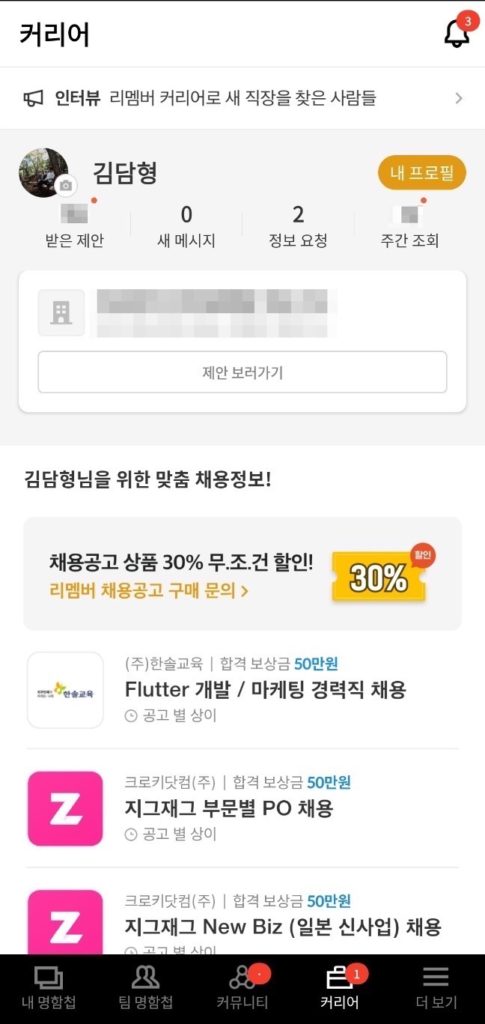 커리어
3
인터뷰 리멤버 커리어로 새 직장을 찾은 사람들
김담형
내 프로필
0
2
받은 제안
새 메시지
정보 요청
주간 조회
제안 보러가기
김담형님을 위한 맞춤 채용정보!
채용공고 상품 30% 무.조.건 할인!
리멤버 채용공고 구매 문의
할인
30%
(주)한솔교육 | 합격 보상금 50만원
한솔교육
Flutter 개발 / 마케팅 경력직 채용
공고 별 상이
크로키닷컴(주) | 합격 보상금 50만원
Z
지그재그 부문별 PO 채용
공고 별 상이
크로키닷컴(주) | 합격 보상금 50만원
Z
지그재그 New Biz (일본 신사업) 채용
공고 별 상이
1
내 명함첩
팀 명함첩
커뮤니티
커리어
더 보기